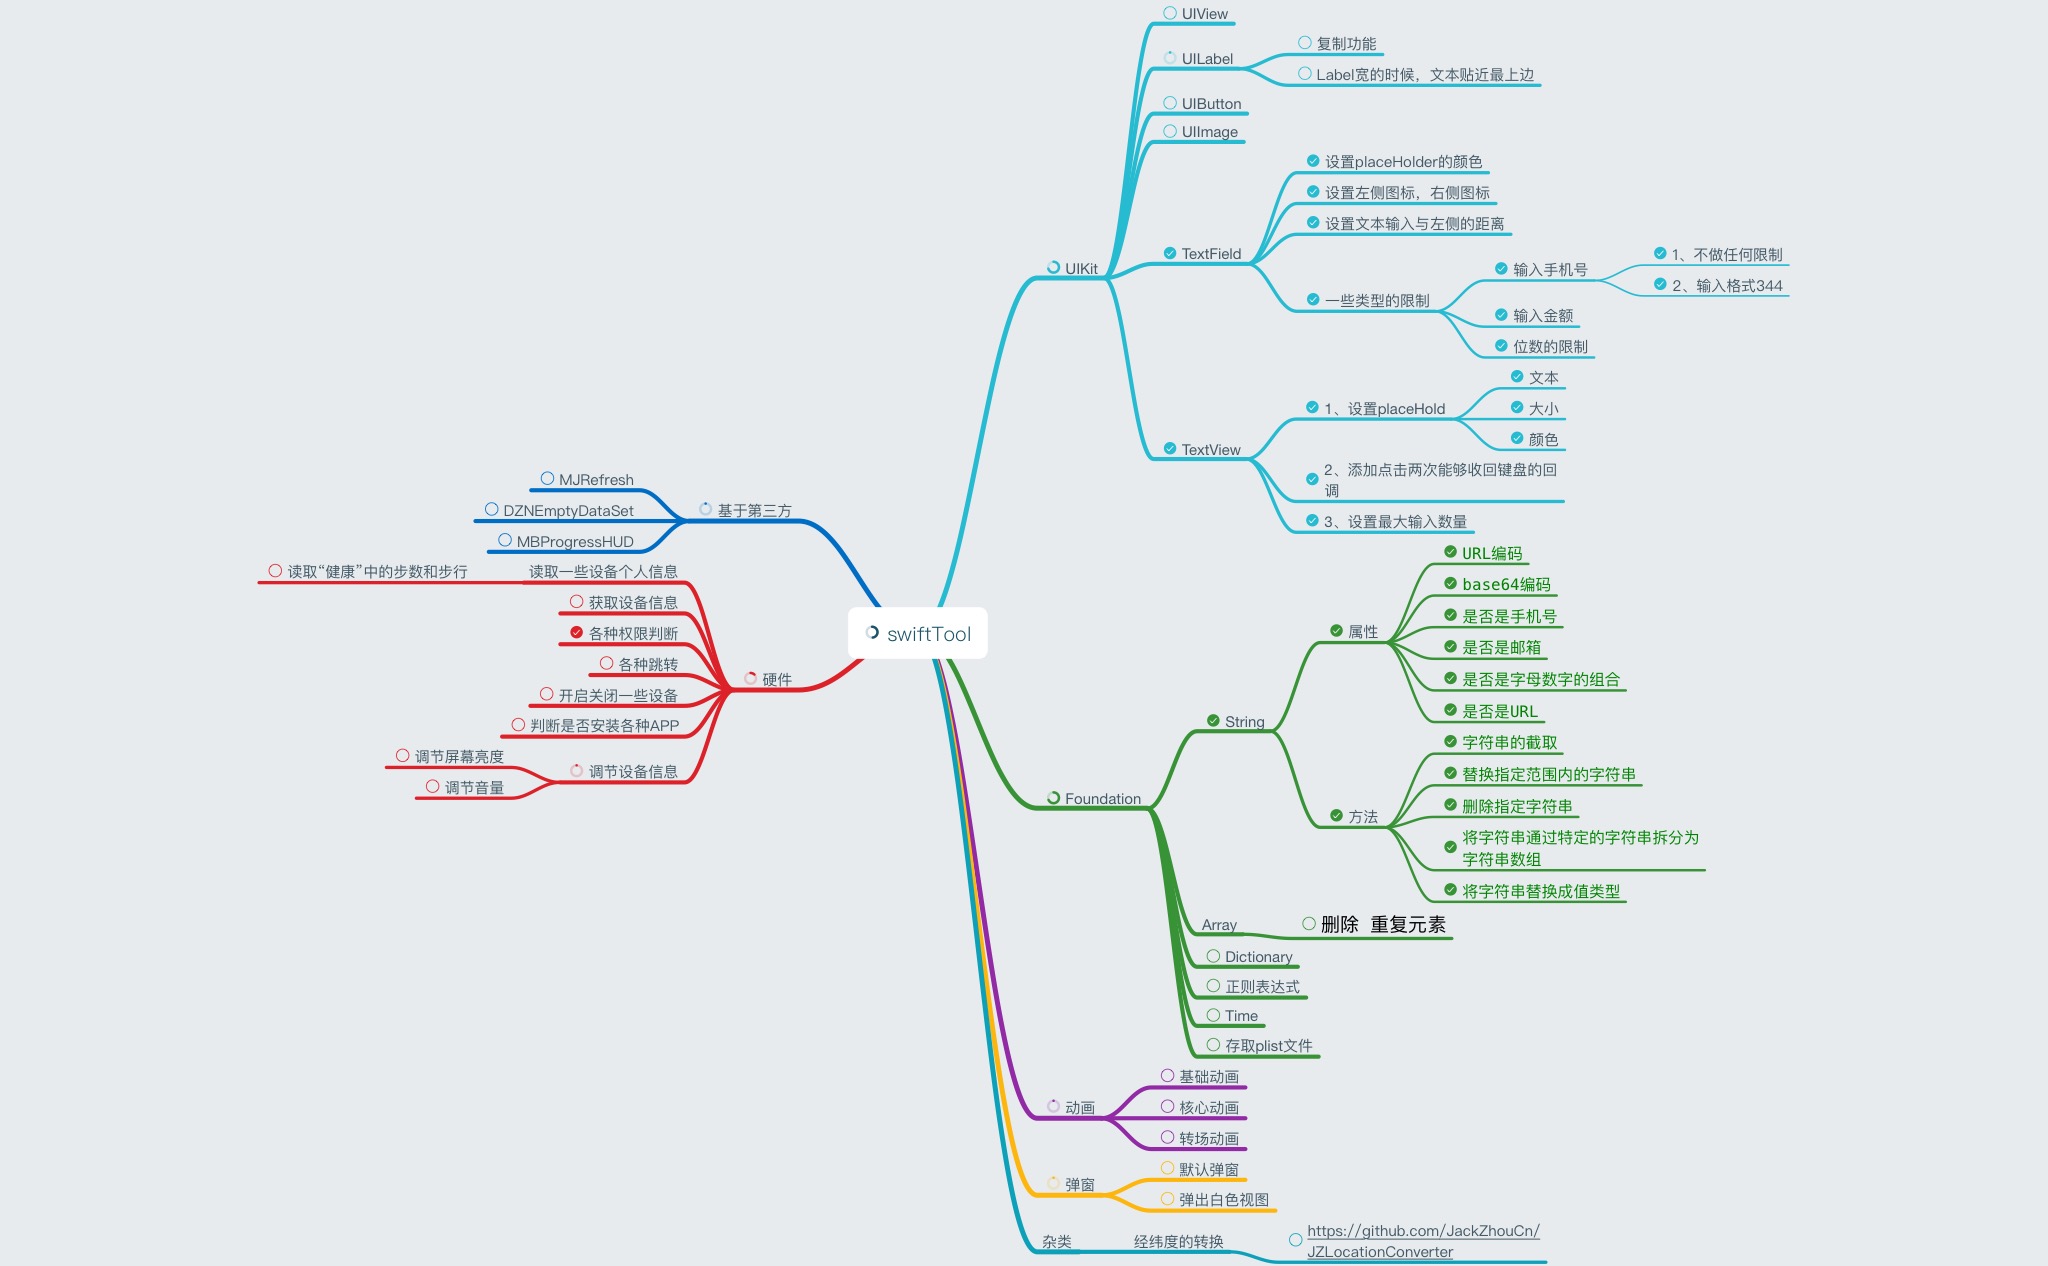 swiftTool
UIKit
UIView
UILabel
复制功能
Label宽的时候，文本贴近最上边
UIButton
UIImage
TextField
设置placeHolder的颜色
设置左侧图标，右侧图标
设置文本输入与左侧的距离
一些类型的限制
输入手机号
1、不做任何限制
2、输入格式344
输入金额
位数的限制
TextView
1、设置placeHold
文本
大小
颜色
2、添加点击两次能够收回键盘的回
调
3、设置最大输入数量
Foundation
String
属性
URL编码
base64编码
是否是手机号
是否是邮箱
是否是字母数字的组合
是否是URL
方法
字符串的截取
替换指定范围内的字符串
删除指定字符串
将字符串通过特定的字符串拆分为
字符串数组
将字符串替换成值类型
Array
删除 重复元素
Dictionary
正则表达式
Time
存取plist文件
动画
基础动画
核心动画
转场动画
弹窗
默认弹窗
弹出白色视图
杂类
经纬度的转换
https://github.com/JackZhouCn/
JZLocationConverter
基于第三方
MJRefresh
DZNEmptyDataSet
MBProgressHUD
硬件
读取一些设备个人信息
读取“健康”中的步数和步行
获取设备信息
各种权限判断
各种跳转
开启关闭一些设备
判断是否安装各种APP
调节设备信息
调节屏幕亮度
调节音量